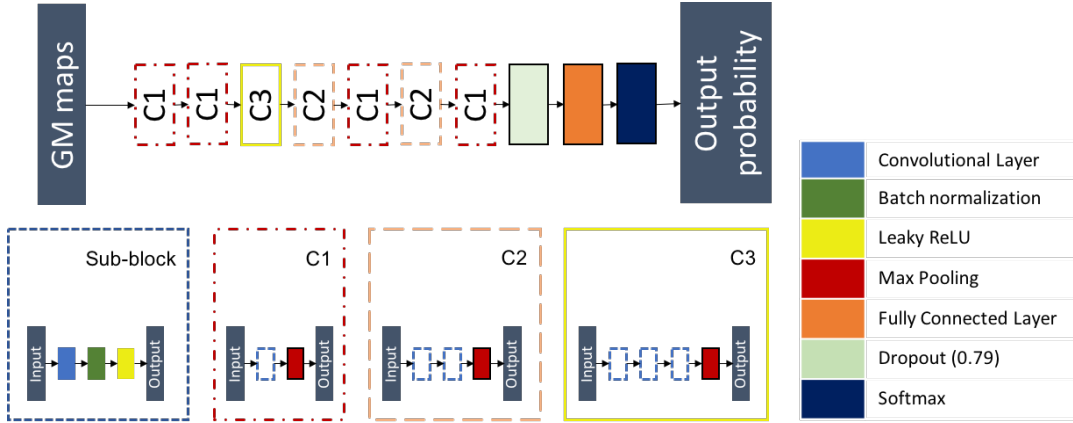 GM maps
C1
C1
C3
C2
C1
C2
C1
Output
probability
Sub-block
Input
Output
C1
Input
Output
C2
Input
Output
C3
Input
Output
Convolutional Layer
Batch normalization
Leaky ReLU
Max Pooling
Fully Connected Layer
Dropout (0.79)
Softmax